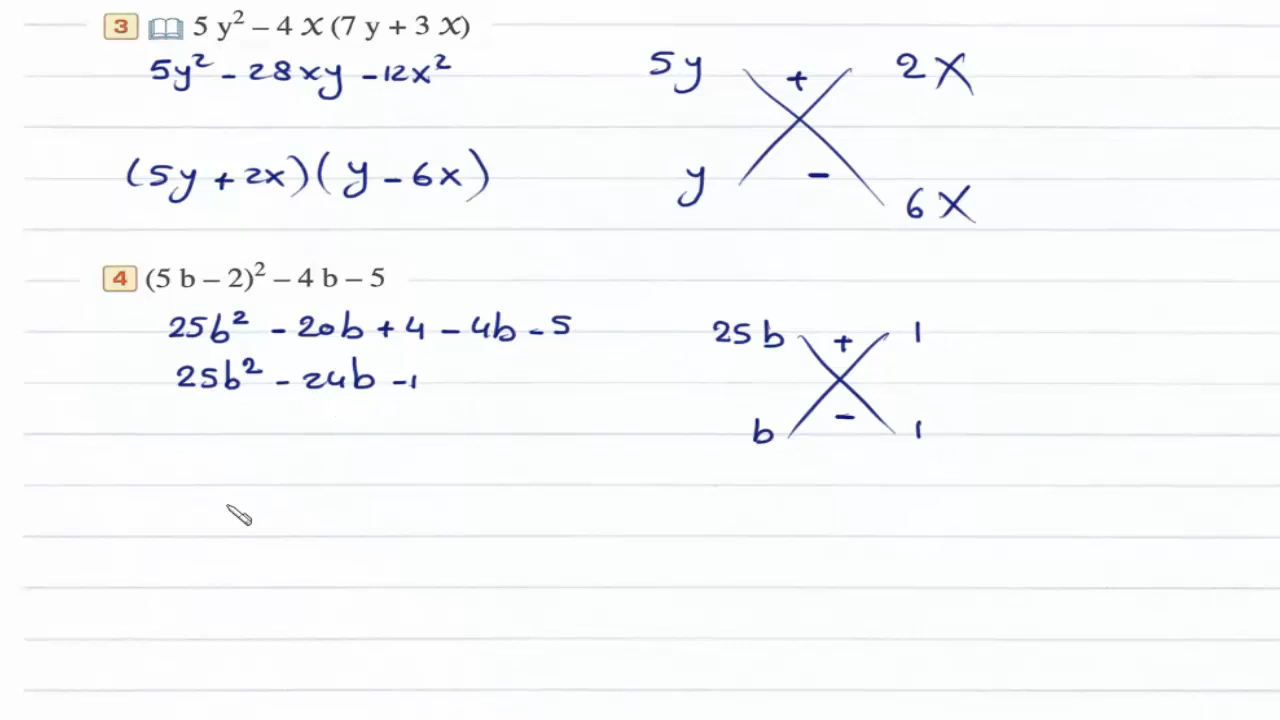 3 5 y² – 4 X (7 y + 3 X)
5y² - 28xy - 12x²
5y + 2X
(5y + 2x)(y - 6x)
y - 6X
4 (5 b – 2)² – 4 b – 5
25b² - 20b + 4 - 4b - 5
25b + 1
25b² - 24b - 1
b - 1